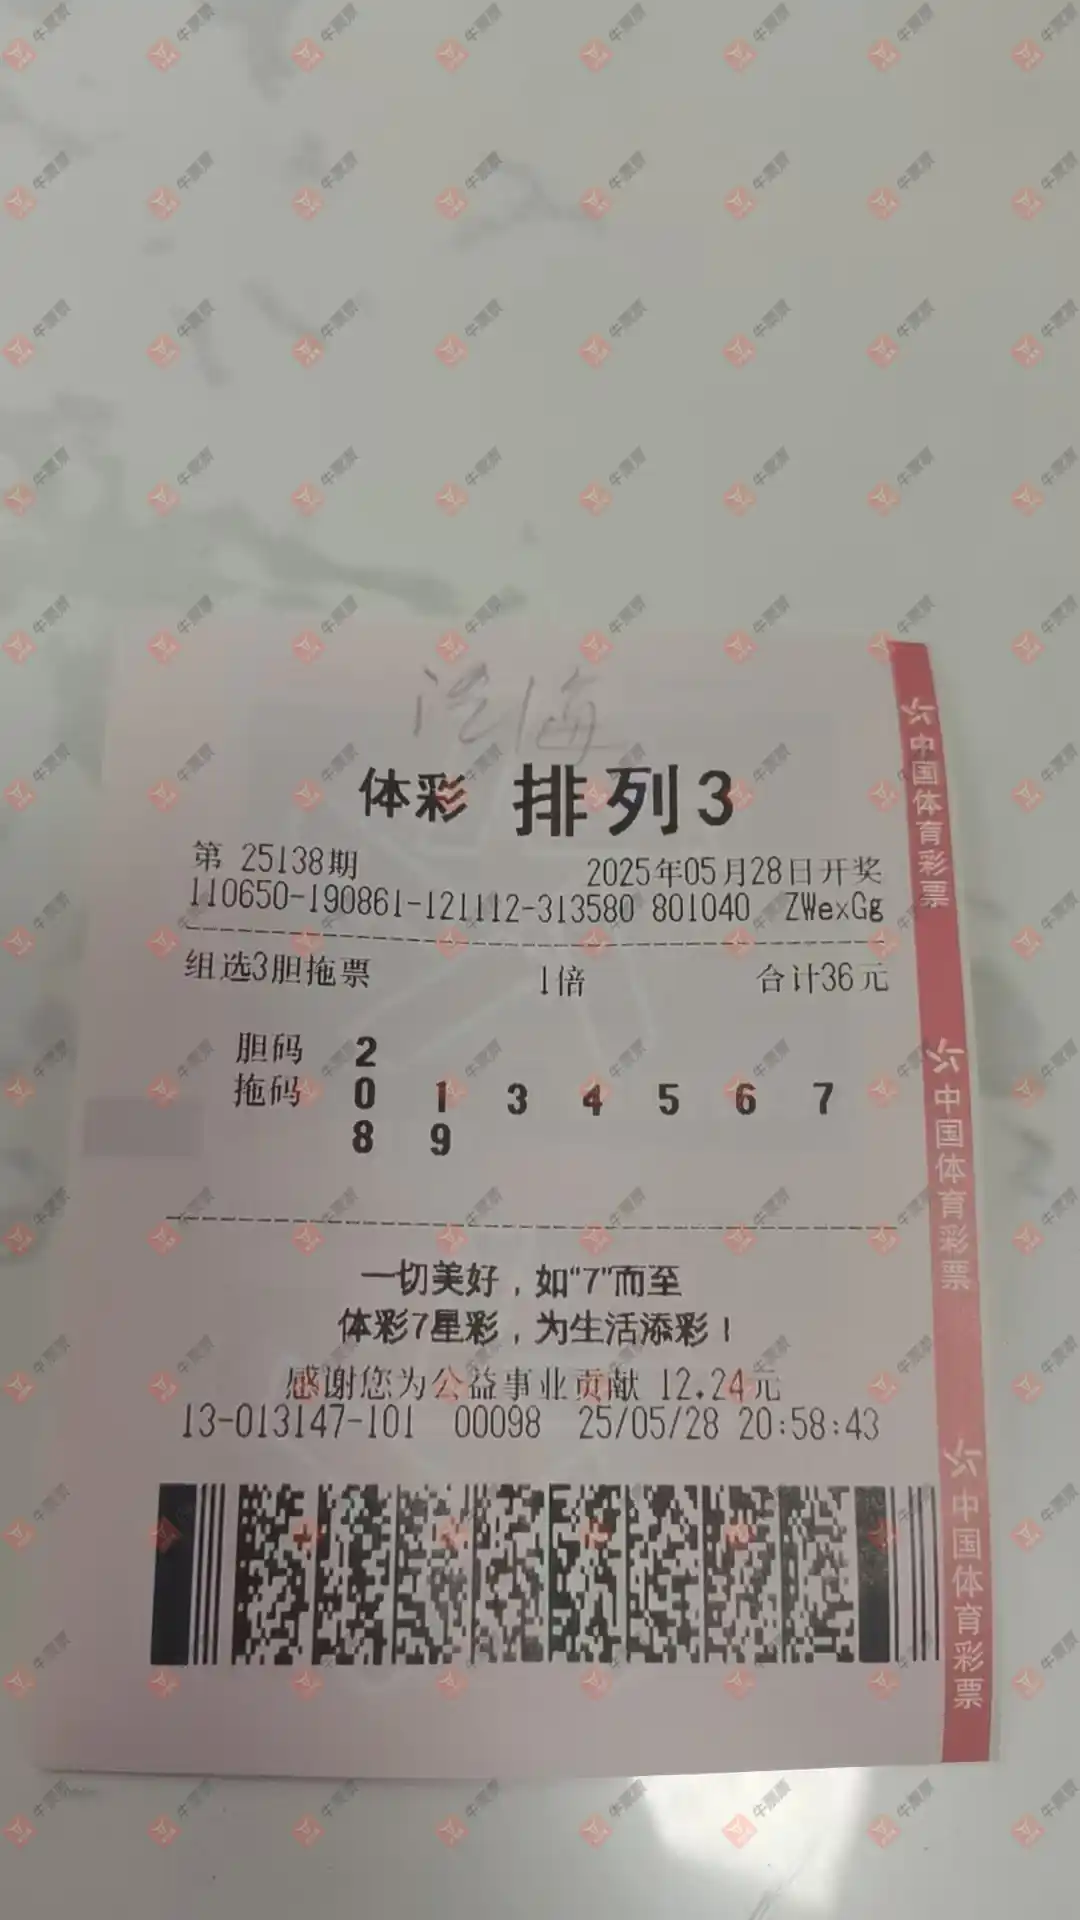 体彩 排列3
第 25138期 2025年05月28日开奖
110650-190861-121112-313580 801040 ZWexGg
组选3胆拖票 1倍 合计36元
胆码 2
拖码 0 1 3 4 5 6 7
8 9
一切美好，如“7”而至
体彩7星彩，为生活添彩！
感谢您为公益事业贡献 12.24元
13-013147-101 00098 25/05/28 20:58:43
中国体育彩票
中国体育彩票
中国体育彩票
牛票票